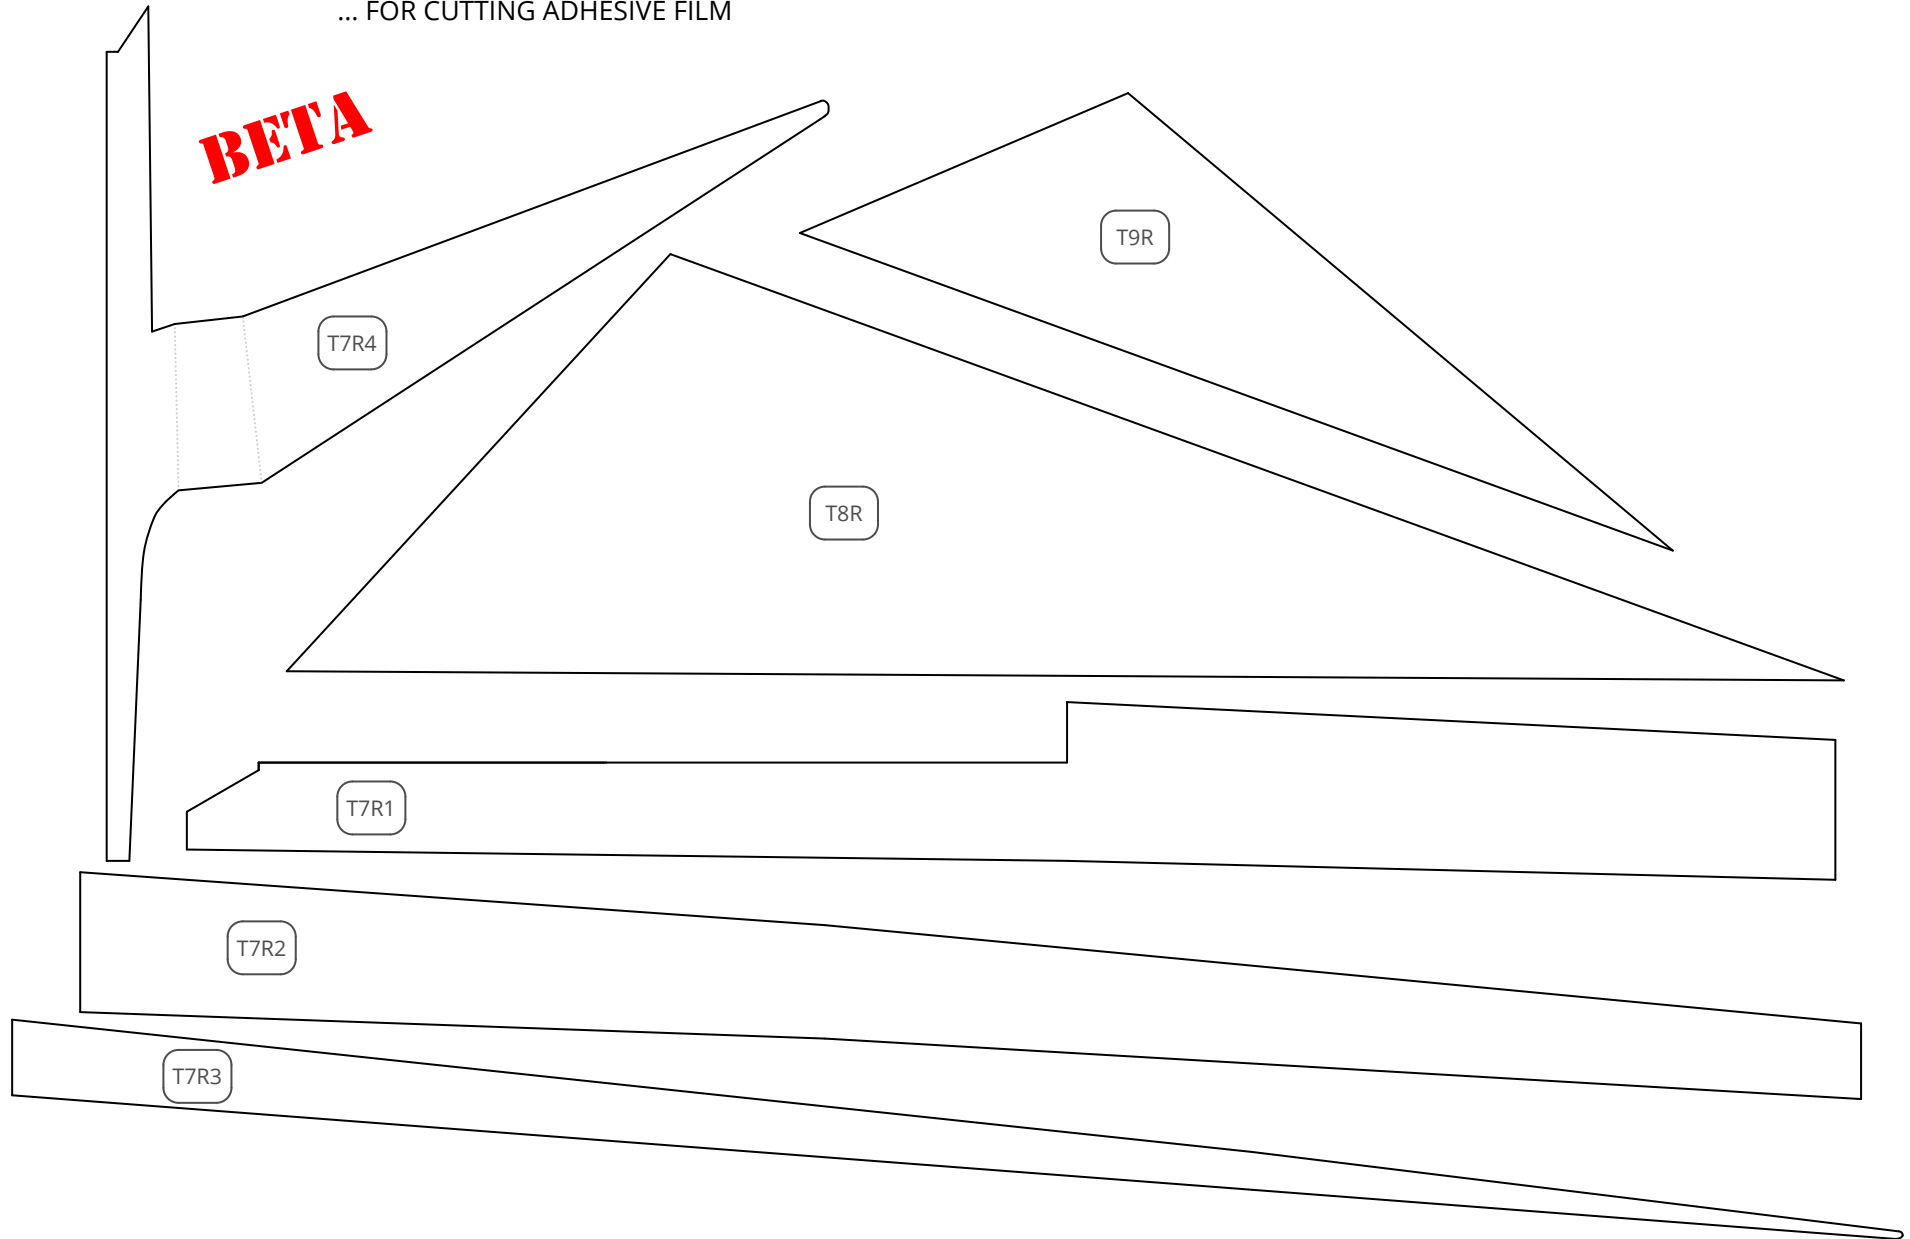 ... FOR CUTTING ADHESIVE FILM
BETA
T9R
T7R4
T8R
T7R1
T7R2
T7R3